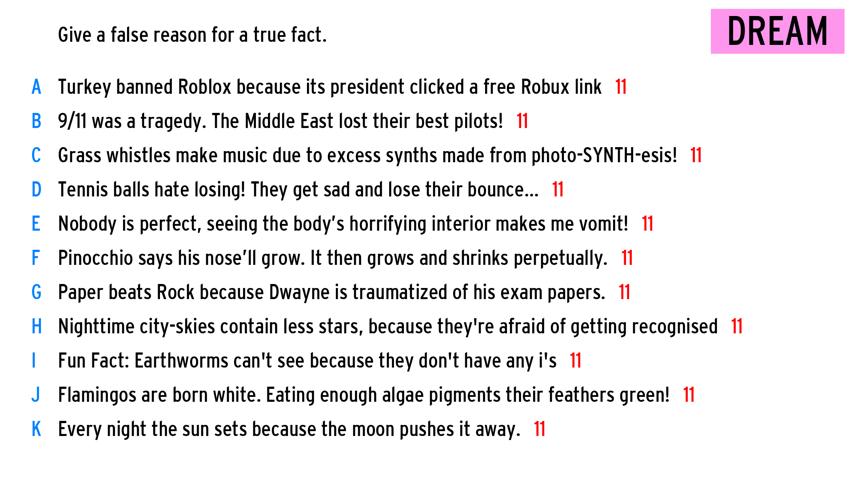 Give a false reason for a true fact.
DREAM
A Turkey banned Roblox because its president clicked a free Robux link 11
B 9/11 was a tragedy. The Middle East lost their best pilots! 11
C Grass whistles make music due to excess synths made from photo-SYNTH-esis! 11
D Tennis balls hate losing! They get sad and lose their bounce... 11
E Nobody is perfect, seeing the body's horrifying interior makes me vomit! 11
F Pinocchio says his nose'll grow. It then grows and shrinks perpetually. 11
G Paper beats Rock because Dwayne is traumatized of his exam papers. 11
H Nighttime city-skies contain less stars, because they're afraid of getting recognised 11
I Fun Fact: Earthworms can't see because they don't have any i's 11
J Flamingos are born white. Eating enough algae pigments their feathers green! 11
K Every night the sun sets because the moon pushes it away. 11